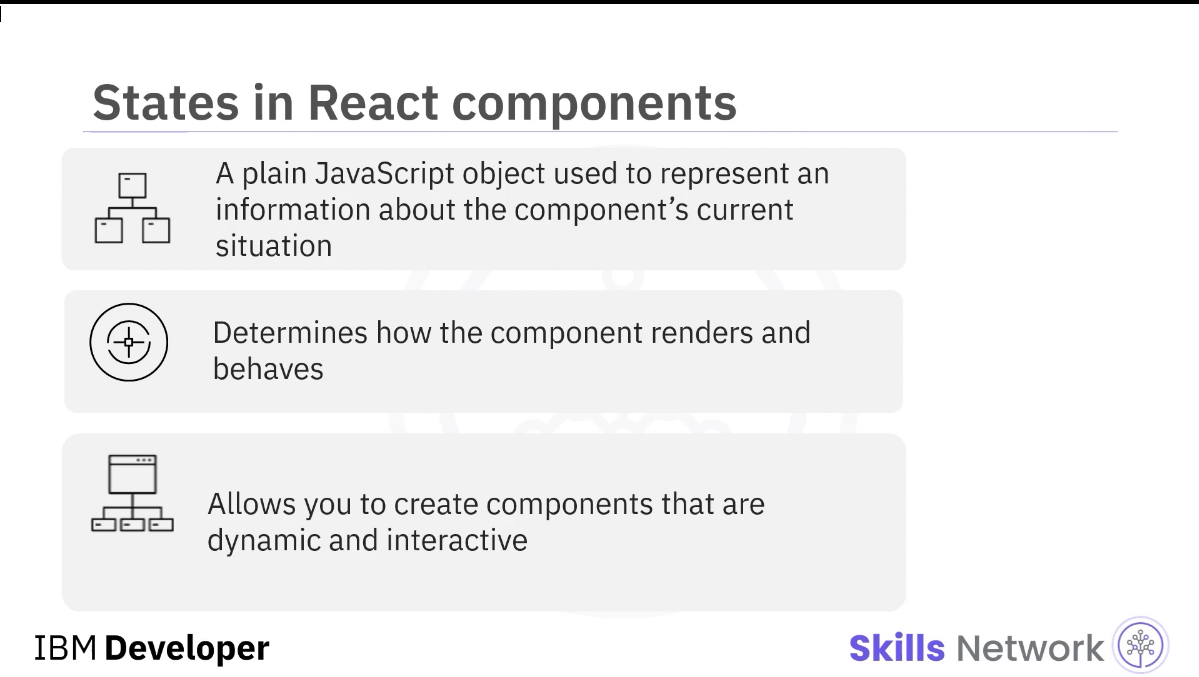 States in React components
A plain JavaScript object used to represent an
information about the component’s current
situation
Determines how the component renders and
behaves
Allows you to create components that are
dynamic and interactive
IBM Developer
Skills Network